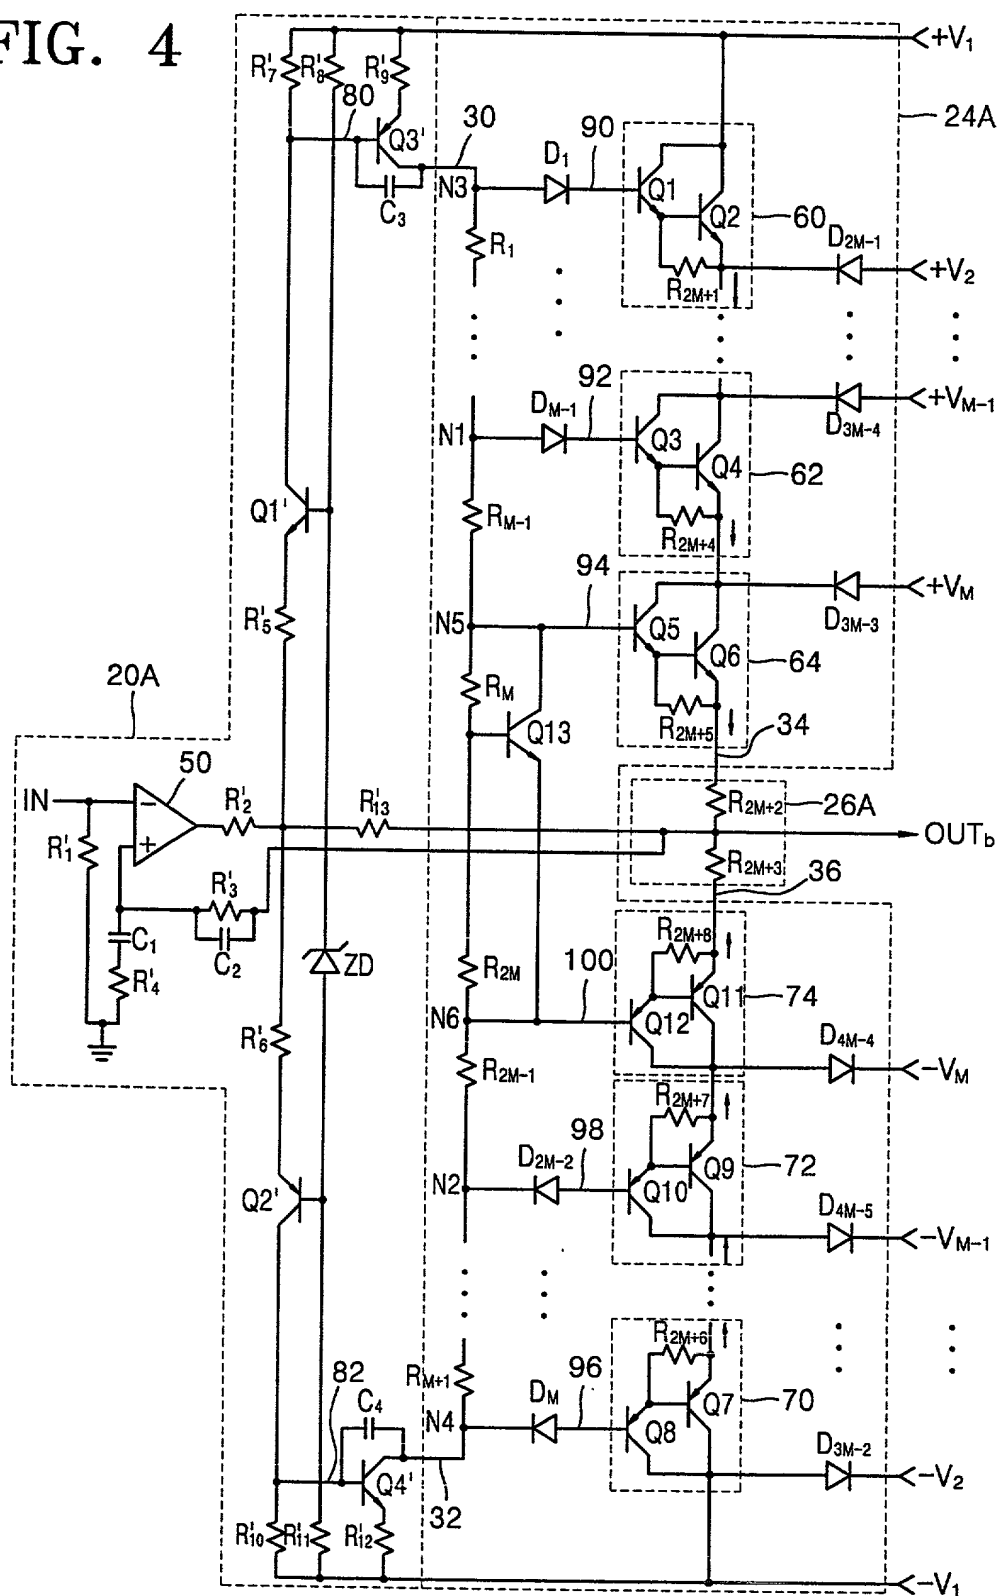 FIG. 4
+V1
R'7 R'8 R'9
80
30
24A
Q3'
D1
90
N3
C3
Q1
Q2
60
R1
R2M+1
D2M-1
+V2
92
DM-1
N1
Q3
Q4
62
D3M-4
+VM-1
Q1'
RM-1
R2M+4
94
N5
Q5
Q6
64
D3M-3
+VM
R'5
20A
RM
Q13
R2M+5
34
50
IN
R'2
R'13
R2M+2
26A
OUTb
R'1
R2M+3
36
R'3
C1
C2
R'4
ZD
R2M
100
R2M+8
Q11
74
N6
Q12
R'6
R2M-1
D4M-4
-VM
R2M+7
98
D2M-2
N2
Q9
72
Q10
Q2'
D4M-5
-VM-1
R2M+6
RM+1
82
C4
DM
96
Q7
70
N4
Q8
Q4'
32
D3M-2
-V2
R'10 R'11 R'12
-V1